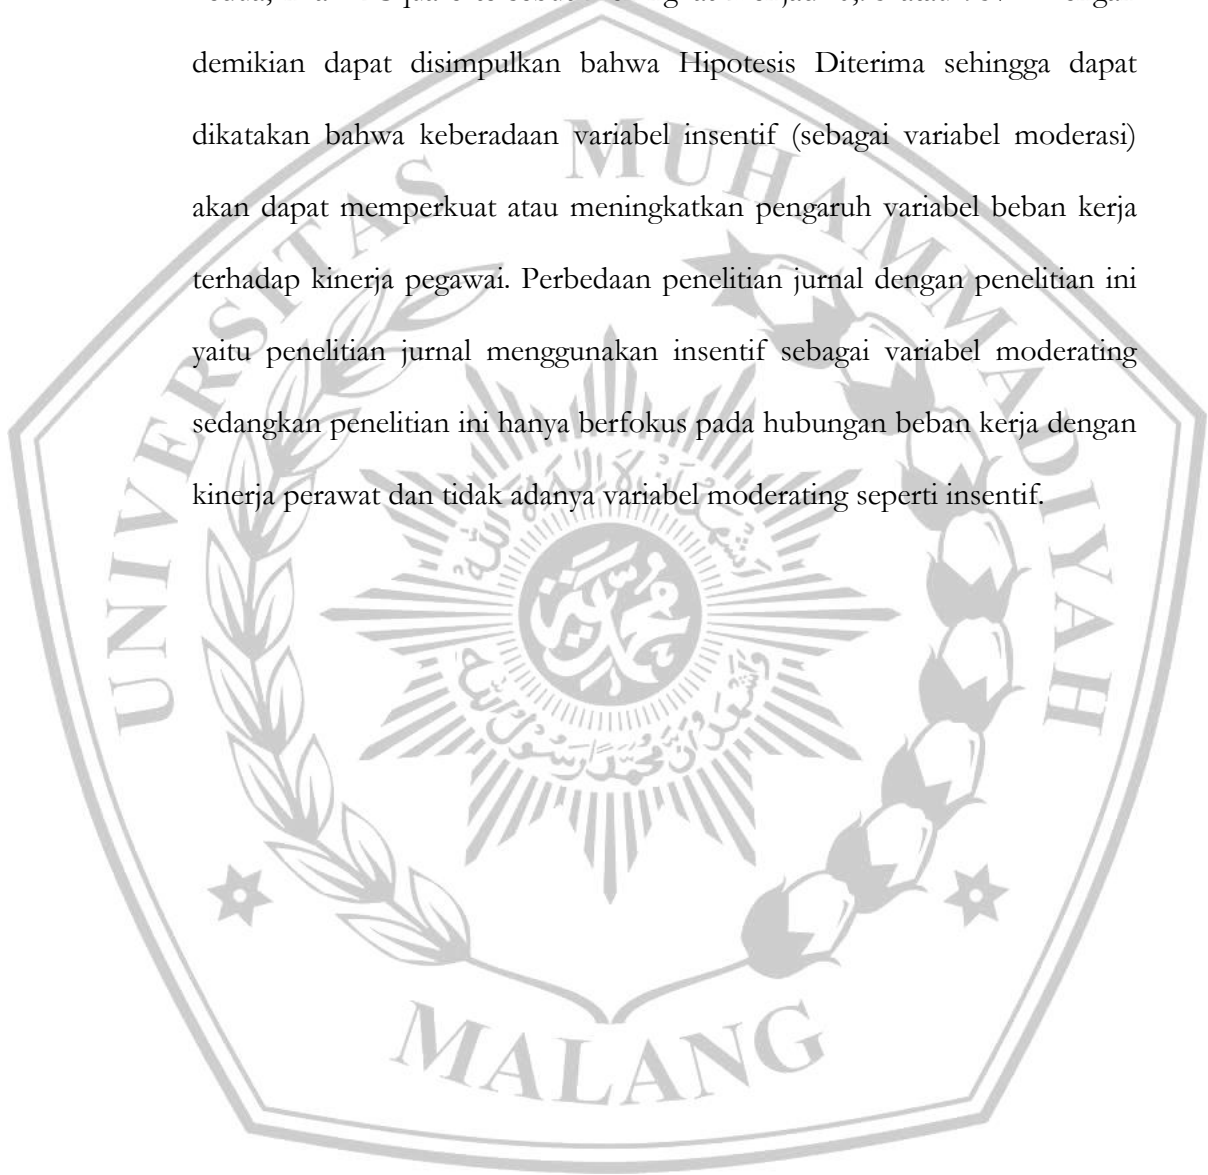 demikian dapat disimpulkan bahwa Hipotesis Diterima sehingga dapat
dikatakan bahwa keberadaan variabel insentif (sebagai variabel moderasi)
akan dapat memperkuat atau meningkatkan pengaruh variabel beban kerja
terhadap kinerja pegawai. Perbedaan penelitian jurnal dengan penelitian ini
yaitu penelitian jurnal menggunakan insentif sebagai variabel moderating
sedangkan penelitian ini hanya berfokus pada hubungan beban kerja dengan
kinerja perawat dan tidak adanya variabel moderating seperti insentif.
UNIVERSITAS MUHAMMADIYAH
MALANG